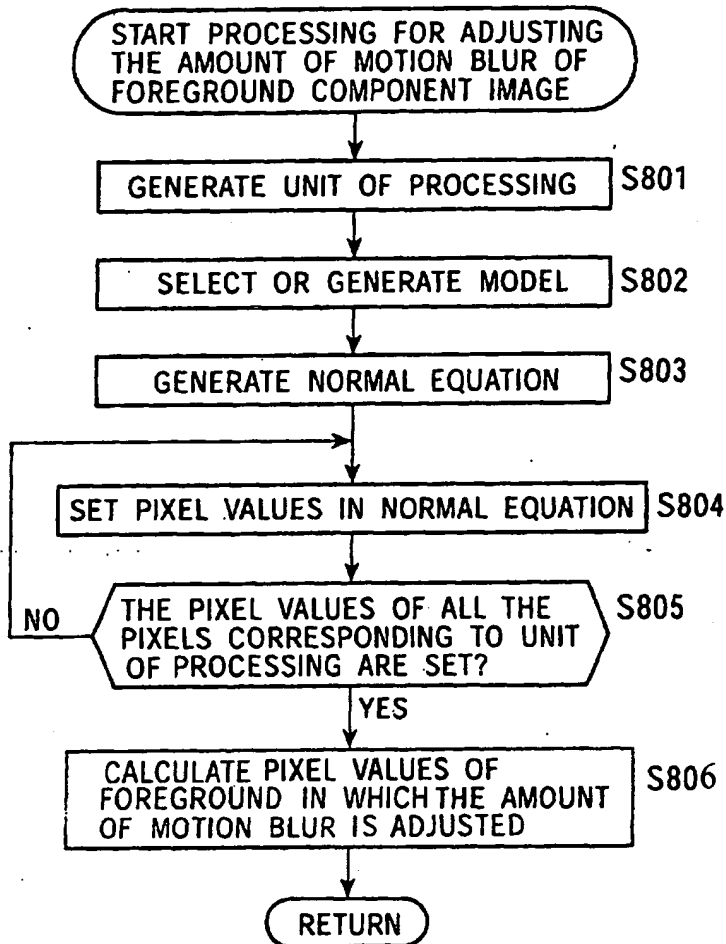 START PROCESSING FOR ADJUSTING
THE AMOUNT OF MOTION BLUR OF
FOREGROUND COMPONENT IMAGE
GENERATE UNIT OF PROCESSING
S801
SELECT OR GENERATE MODEL
S802
GENERATE NORMAL EQUATION
S803
SET PIXEL VALUES IN NORMAL EQUATION
S804
THE PIXEL VALUES OF ALL THE
PIXELS CORRESPONDING TO UNIT
OF PROCESSING ARE SET?
S805
NO
YES
CALCULATE PIXEL VALUES OF
FOREGROUND IN WHICH THE AMOUNT
OF MOTION BLUR IS ADJUSTED
S806
RETURN